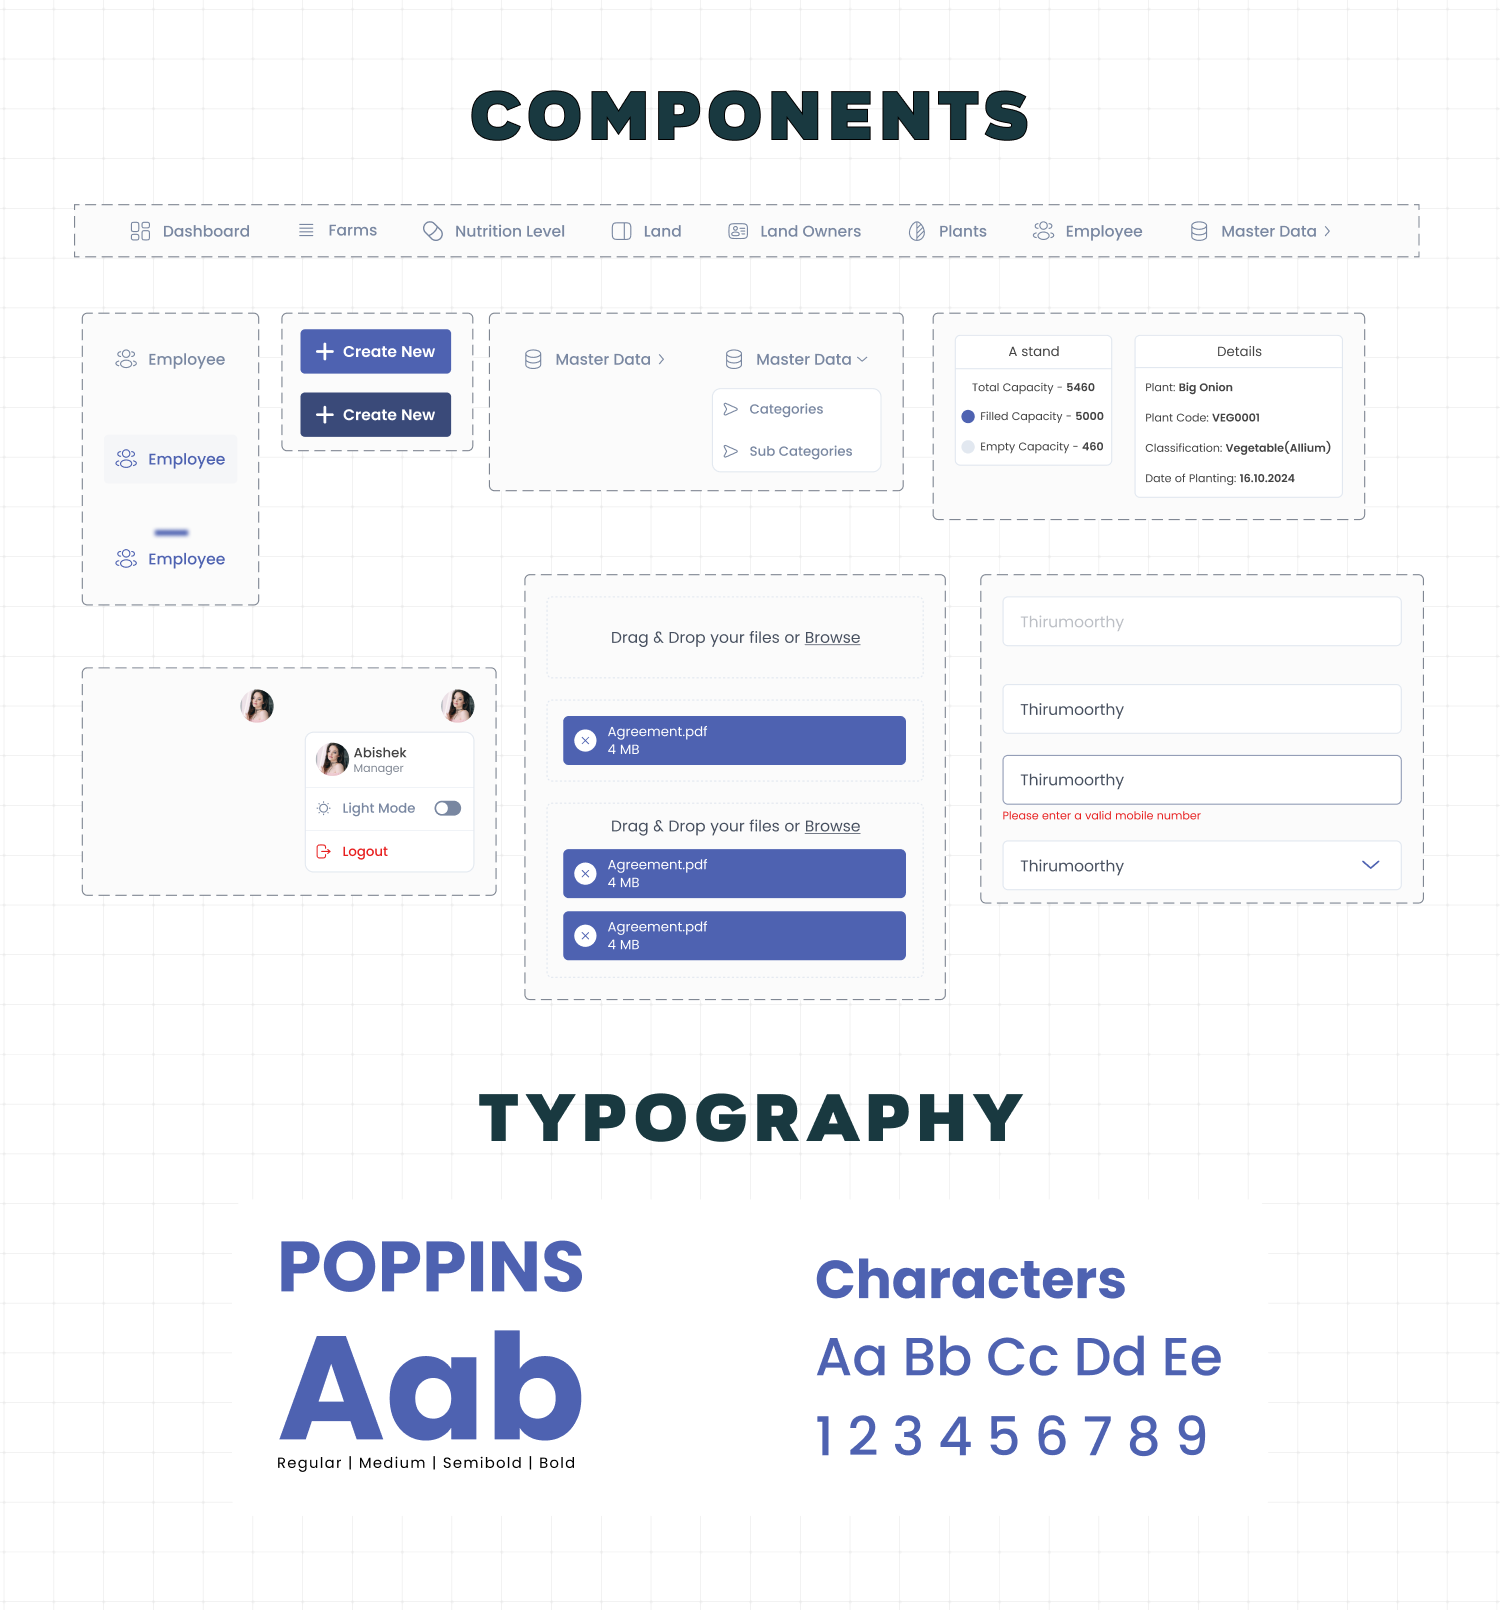 COMPONENTS
Dashboard Farms Nutrition Level Land Land Owners Plants Employee Master Data
Employee
Employee
Employee
Create New
Create New
Master Data
Master Data
Categories
Sub Categories
A stand
Total Capacity - 5460
Filled Capacity - 5000
Empty Capacity - 460
Details
Plant: Big Onion
Plant Code: VEG0001
Classification: Vegetable(Allium)
Date of Planting: 16.10.2024
Abishek
Manager
Light Mode
Logout
Drag & Drop your files or Browse
Agreement.pdf
4 MB
Drag & Drop your files or Browse
Agreement.pdf
4 MB
Agreement.pdf
4 MB
Thirumoorthy
Thirumoorthy
Thirumoorthy
Please enter a valid mobile number
Thirumoorthy
TYPOGRAPHY
POPPINS
Aab
Regular | Medium | Semibold | Bold
Characters
Aa Bb Cc Dd Ee
1 2 3 4 5 6 7 8 9